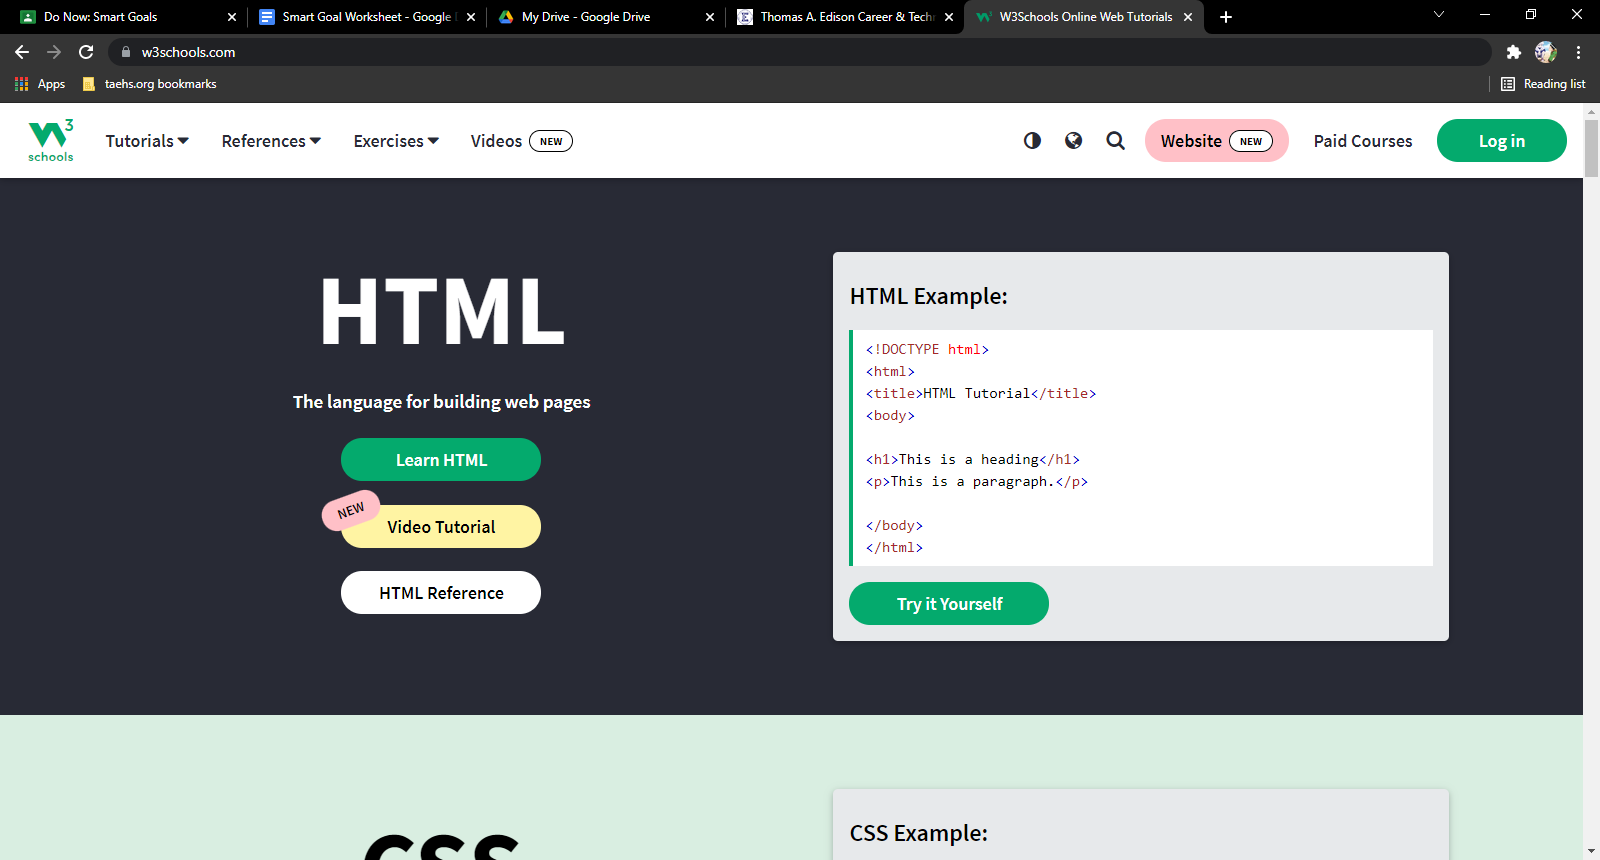 Do Now: Smart Goals
Smart Goal Worksheet - Google
My Drive - Google Drive
Thomas A. Edison Career & Tech
W3Schools Online Web Tutorials
w3schools.com
Apps
taehs.org bookmarks
Reading list
W3
schools
Tutorials
References
Exercises
Videos NEW
Website NEW
Paid Courses
Log in
HTML
The language for building web pages
Learn HTML
NEW
Video Tutorial
HTML Reference
HTML Example:
<!DOCTYPE html>
<html>
<title>HTML Tutorial</title>
<body>
<h1>This is a heading</h1>
<p>This is a paragraph.</p>
</body>
</html>
Try it Yourself
CSS
CSS Example: